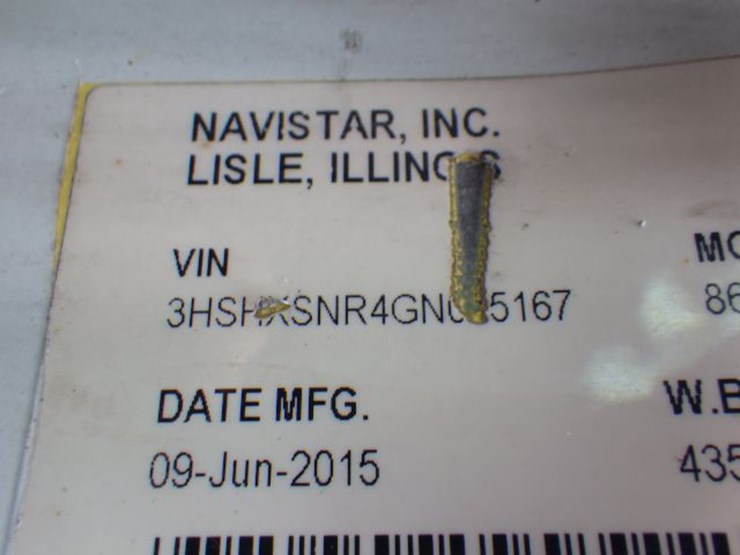 NAVISTAR, INC.
LISLE,
VIN
DATE MFG.
09-Jun-2015